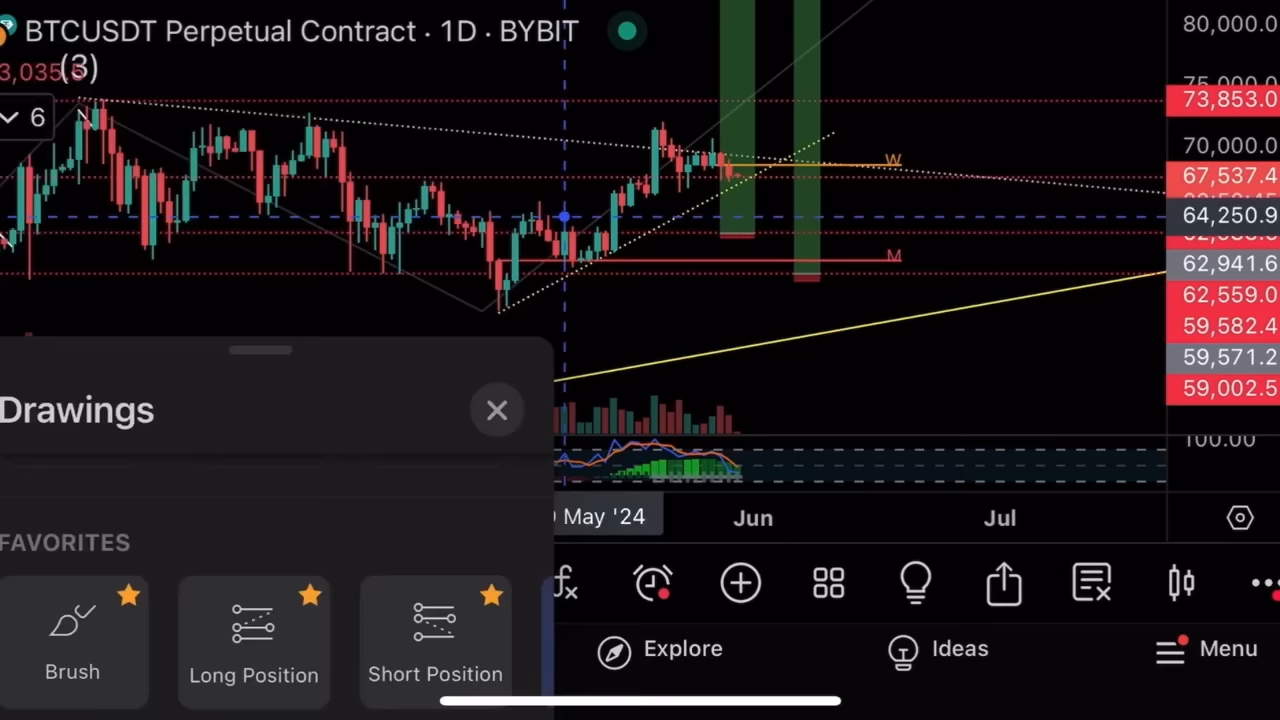 BTCUSDT Perpetual Contract · 1D · BYBIT
(3)
6
80,000.0
73,853.0
70,000.0
67,537.4
64,250.9
62,941.6
62,559.0
59,582.4
59,571.2
59,002.5
100.00
W
M
May '24
Jun
Jul
Drawings
FAVORITES
Brush
Long Position
Short Position
Explore
Ideas
Menu